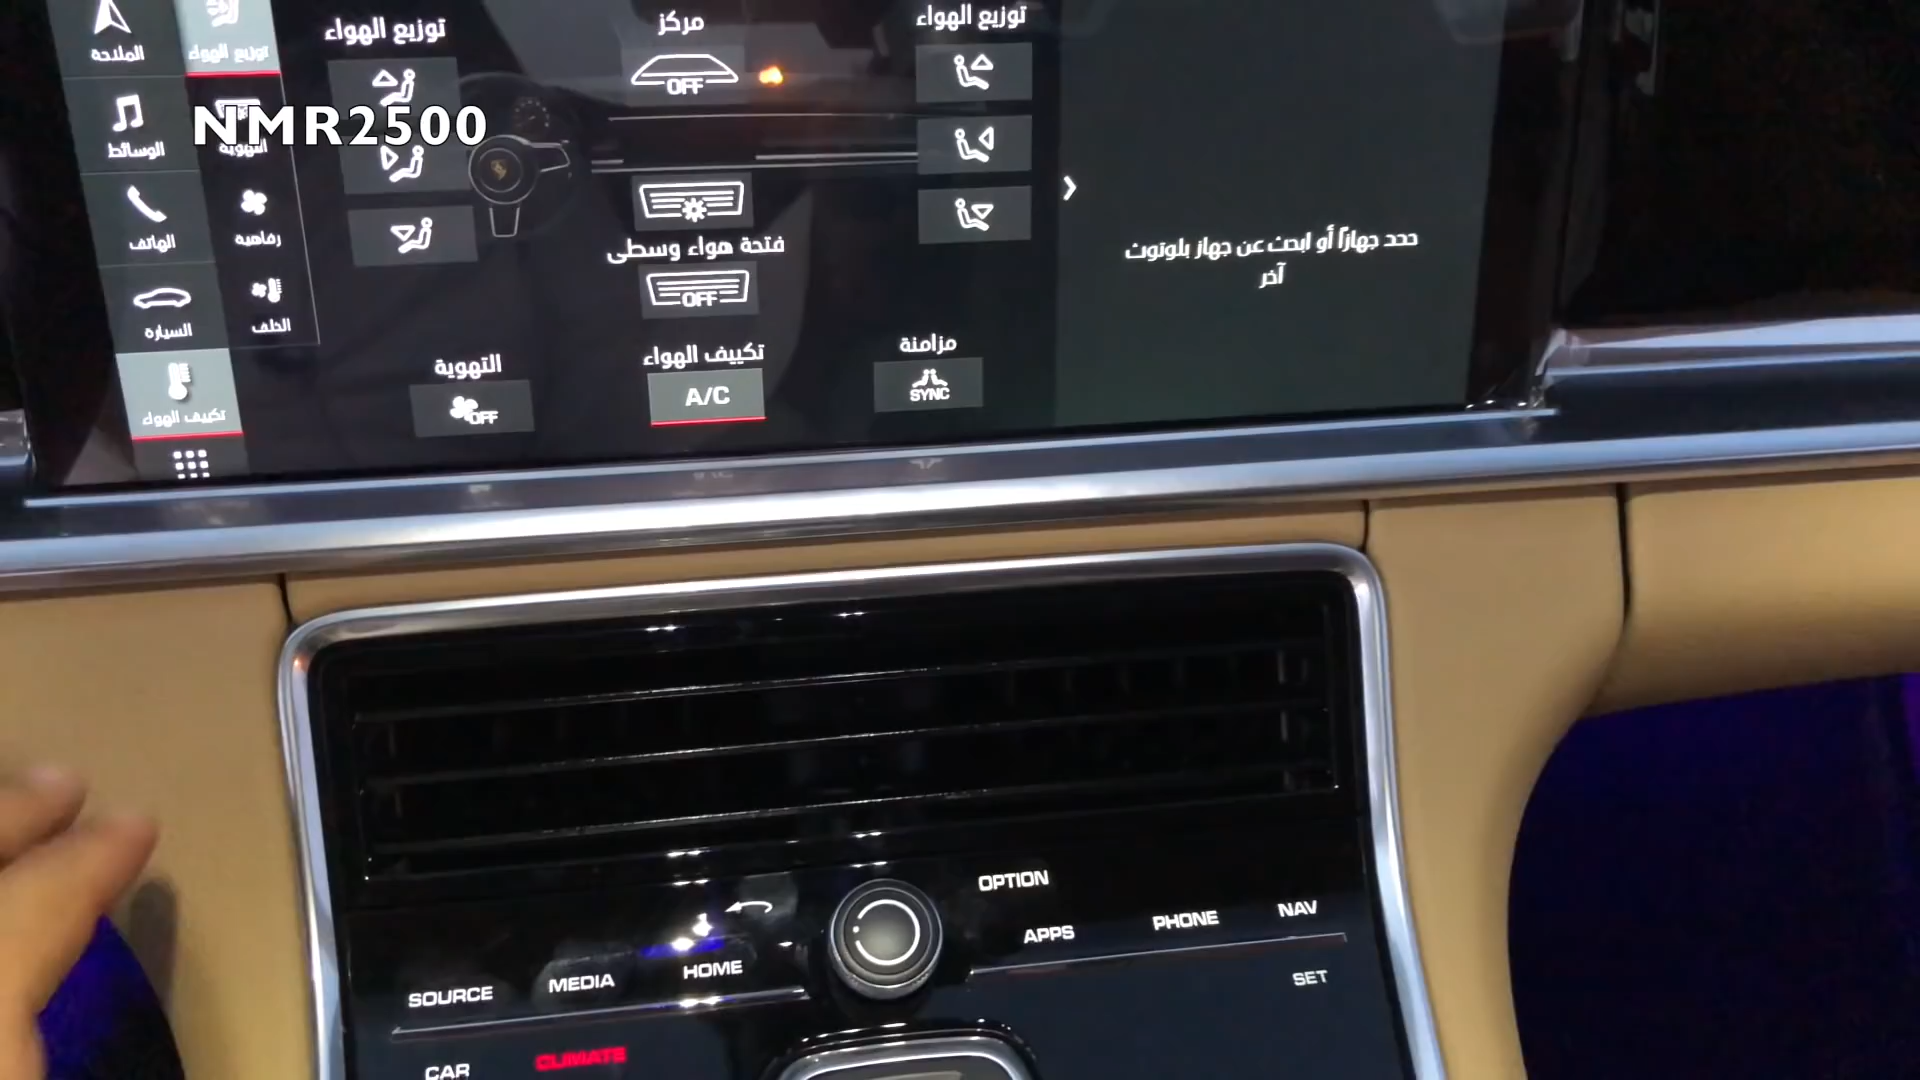 الملاحة
توزيع الهواء
توزيع الهواء
مركز
توزيع الهواء
OFF
NMR2500
الوسائط
التهوية
الهاتف
رفاهية
فتحة هواء وسطى
OFF
حدد جهازًا أو ابحث عن جهاز بلوتوث
آخر
السيارة
الخلف
التهوية
OFF
تكييف الهواء
A/C
مزامنة
SYNC
تكييف الهواء
OPTION
SOURCE
MEDIA
HOME
APPS
PHONE
NAV
SET
CAR
CLIMATE